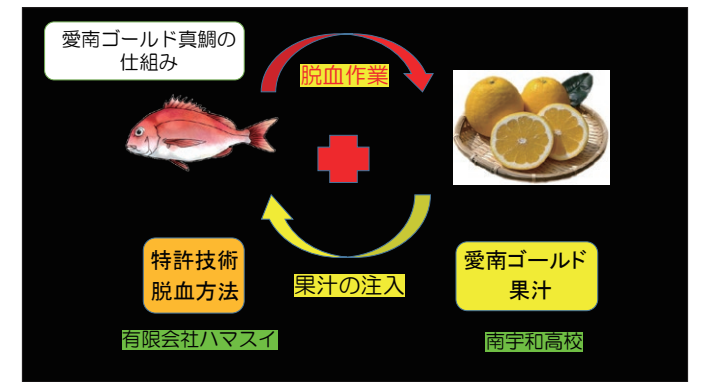 愛南ゴールド真鯛の
仕組み
脱血作業
特許技術
脱血方法
果汁の注入
愛南ゴールド
果汁
有限会社ハマスイ
南宇和高校